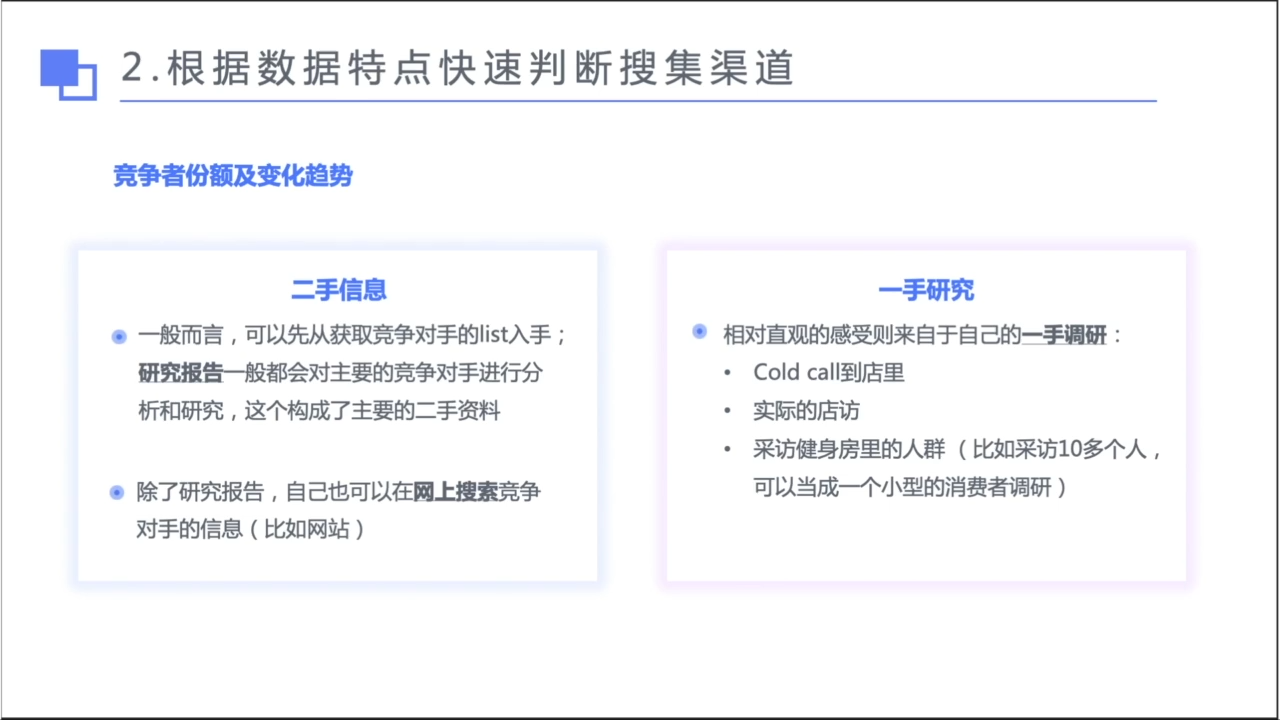 2.根据数据特点快速判断搜集渠道
竞争者份额及变化趋势
二手信息
一般而言，可以先从获取竞争对手的list入手；
研究报告一般都会对主要的竞争对手进行分
析和研究，这个构成了主要的二手资料
除了研究报告，自己也可以在网上搜索竞争
对手的信息（比如网站）
一手研究
相对直观的感受则来自于自己的一手调研：
• Cold call到店里
• 实际的店访
• 采访健身房里的人群 （比如采访10多个人，
可以当成一个小型的消费者调研）